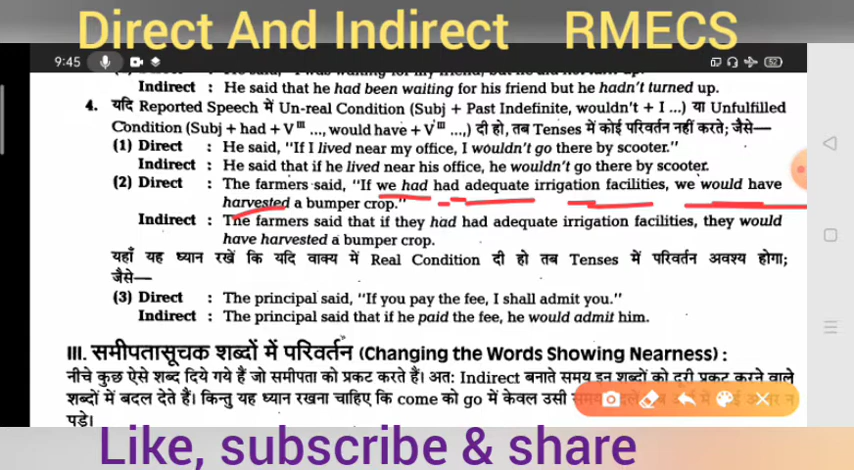 Direct And Indirect RMECS
9:45
52
Indirect : He said that he had been waiting for his friend but he hadn't turned up.
4. यदि Reported Speech में Un-real Condition (Subj + Past Indefinite, wouldn't + I ...) या Unfulfilled
Condition (Subj + had + VIII ..., would have + VIII ...,) दी हो, तब Tenses में कोई परिवर्तन नहीं करते; जैसे—
(1) Direct : He said, "If I lived near my office, I wouldn't go there by scooter."
Indirect : He said that if he lived near his office, he wouldn't go there by scooter.
(2) Direct : The farmers said, "If we had had adequate irrigation facilities, we would have
harvested a bumper crop."
Indirect : The farmers said that if they had had adequate irrigation facilities, they would
have harvested a bumper crop.
यहाँ यह ध्यान रखें कि यदि वाक्य में Real Condition दी हो तब Tenses में परिवर्तन अवश्य होगा;
जैसे—
(3) Direct : The principal said, "If you pay the fee, I shall admit you."
Indirect : The principal said that if he paid the fee, he would admit him.
III. समीपतासूचक शब्दों में परिवर्तन (Changing the Words Showing Nearness) :
नीचे कुछ ऐसे शब्द दिये गये हैं जो समीपता को प्रकट करते हैं। अतः Indirect बनाते समय इन शब्दों को दूरी प्रकट करने वाले
शब्दों में बदल देते हैं। किन्तु यह ध्यान रखना चाहिए कि come को go में केवल उसी
पड़े।
Like, subscribe & share